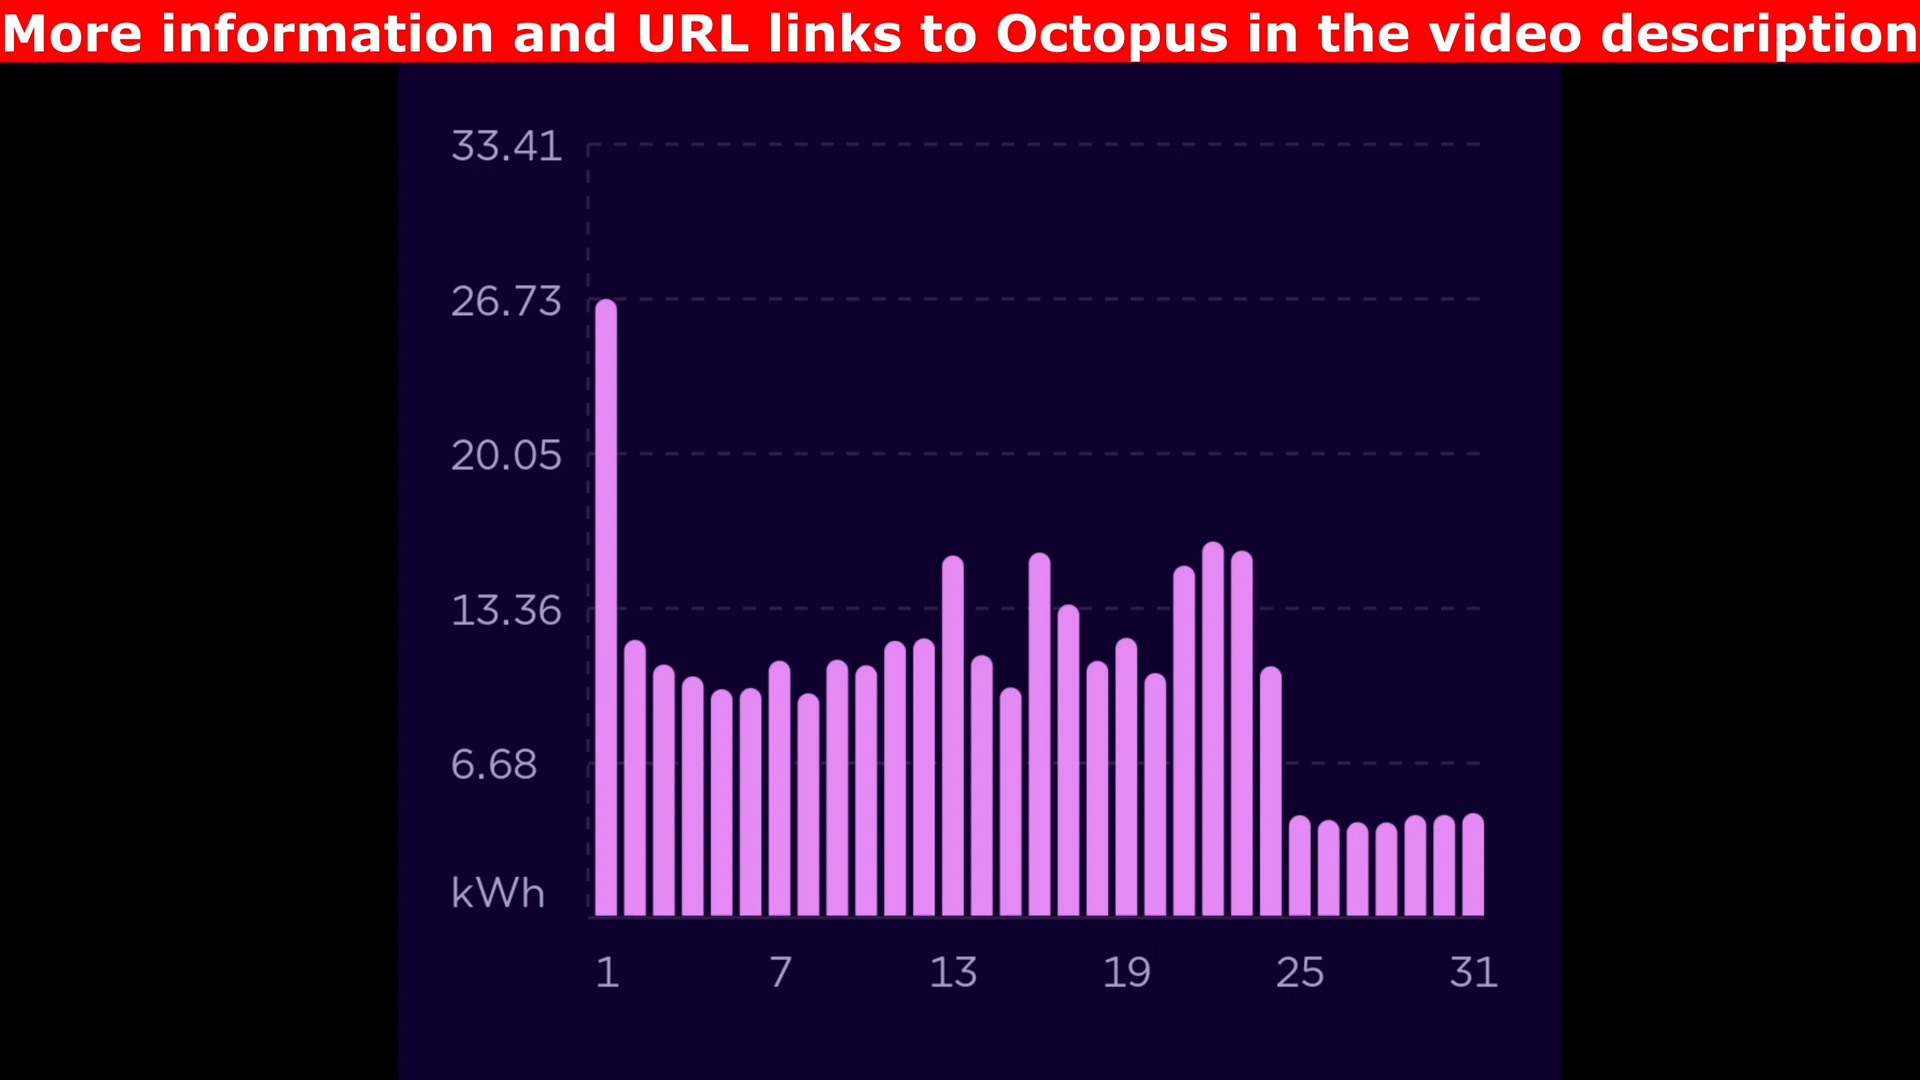 More information and URL links to Octopus in the video description
33.41
26.73
20.05
13.36
6.68
kWh
1 7 13 19 25 31